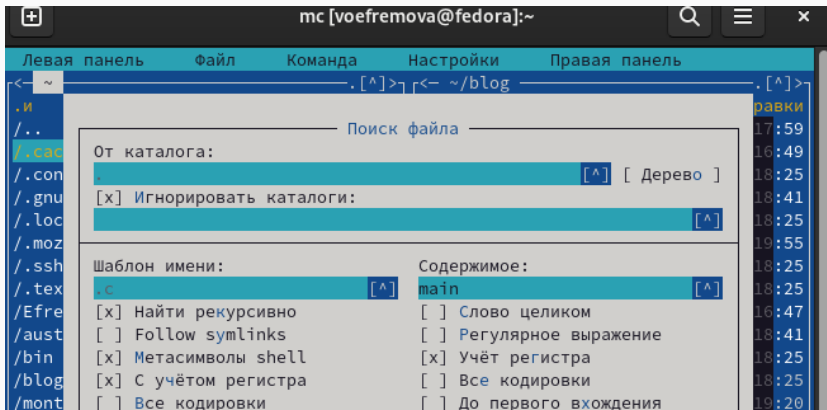 mc [voefremova@fedora]:~
Левая панель Файл Команда Настройки Правая панель
<— ~ .[^]> <— ~/blog .[^]>
.и равки
/.. Поиск файла 17:59
/.cac От каталога: 16:49
/.con . [^] [ Дерево ] 18:25
/.gnu [x] Игнорировать каталоги: 18:41
/.loc [^] 18:25
/.moz 19:55
/.ssh Шаблон имени: Содержимое: 18:25
/.tex .c [^] main [^] 18:25
/Efre [x] Найти рекурсивно [ ] Слово целиком 16:47
/aust [ ] Follow symlinks [ ] Регулярное выражение 18:41
/bin [x] Метасимволы shell [x] Учёт регистра 18:25
/blog [x] С учётом регистра [ ] Все кодировки 18:25
/mont [ ] Все кодировки [ ] До первого вхождения 19:20